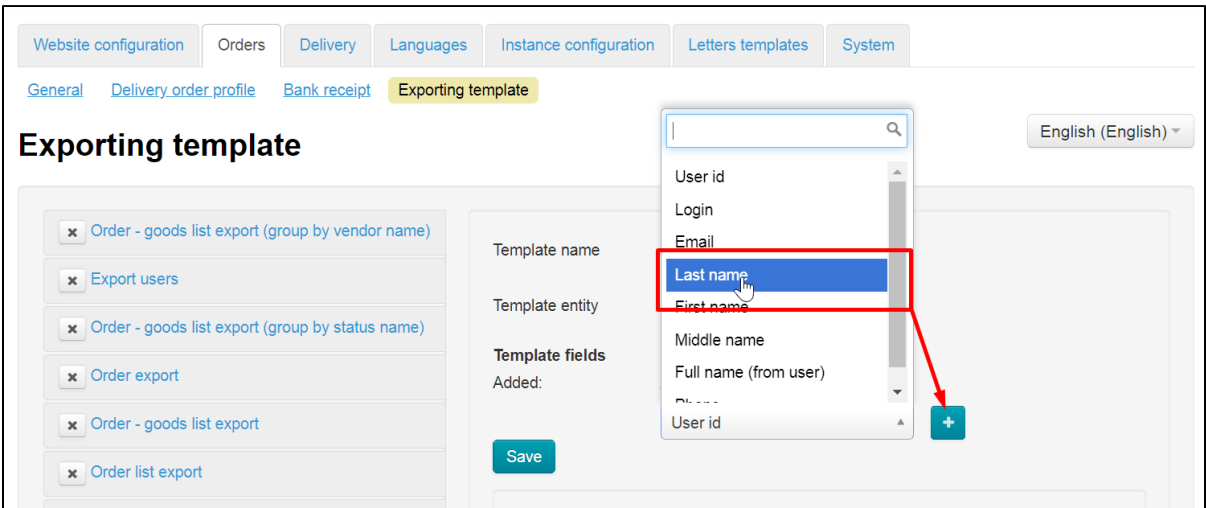 Website configuration Orders Delivery Languages Instance configuration Letters templates System
General Delivery order profile Bank receipt Exporting template
Exporting template
English (English)
Order - goods list export (group by vendor name)
Export users
Order - goods list export (group by status name)
Order export
Order - goods list export
Order list export
Template name
Template entity
Template fields
Added:
User id
Login
Email
Last name
First name
Middle name
Full name (from user)
User id
+
Save